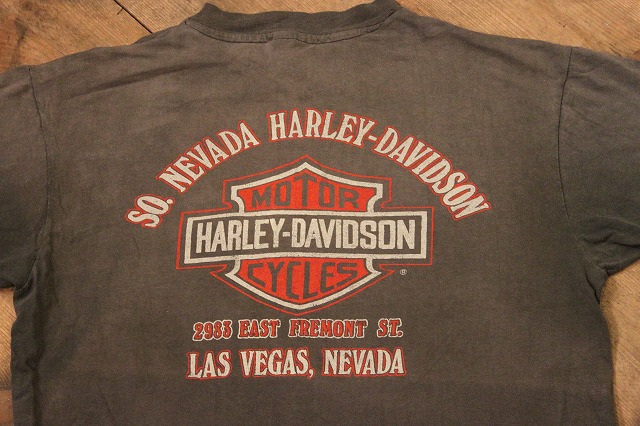 SO. NEVADA HARLEY-DAVIDSON
MOTOR
HARLEY-DAVIDSON
CYCLES ®
2983 EAST FREMONT ST.
LAS VEGAS, NEVADA